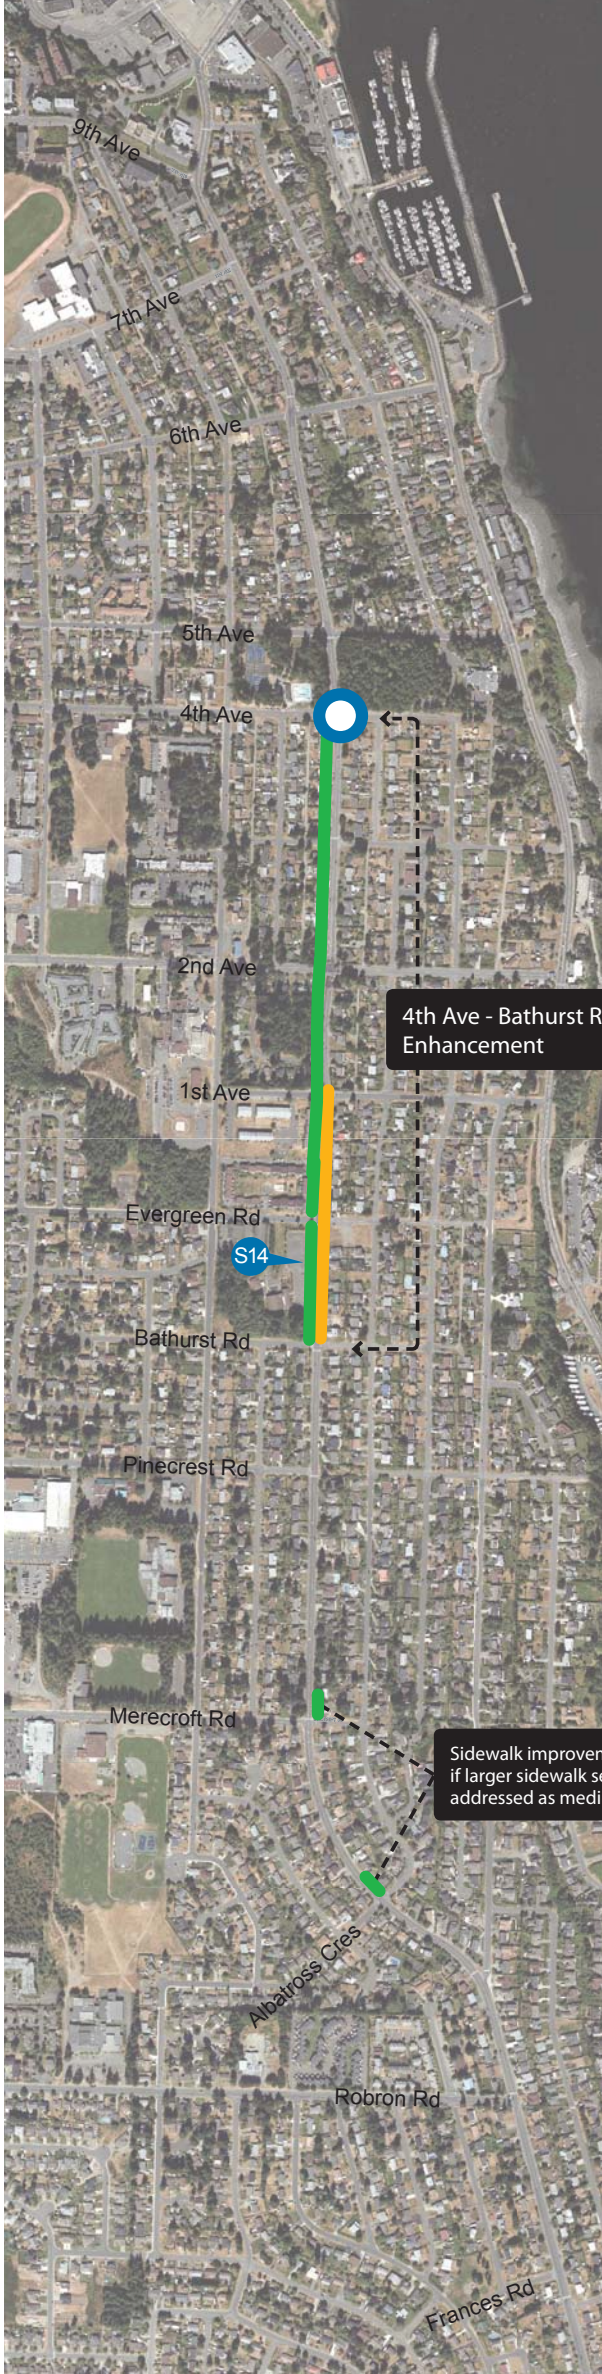 9th Ave
7th Ave
6th Ave
5th Ave
4th Ave
2nd Ave
4th Ave - Bathurst R
Enhancement
1st Ave
Evergreen Rd
S14
Bathurst Rd
Pinecrest Rd
Merecroft Rd
Sidewalk improvem
if larger sidewalk se
addressed as medi
Albatross Cres
Robron Rd
Frances Rd